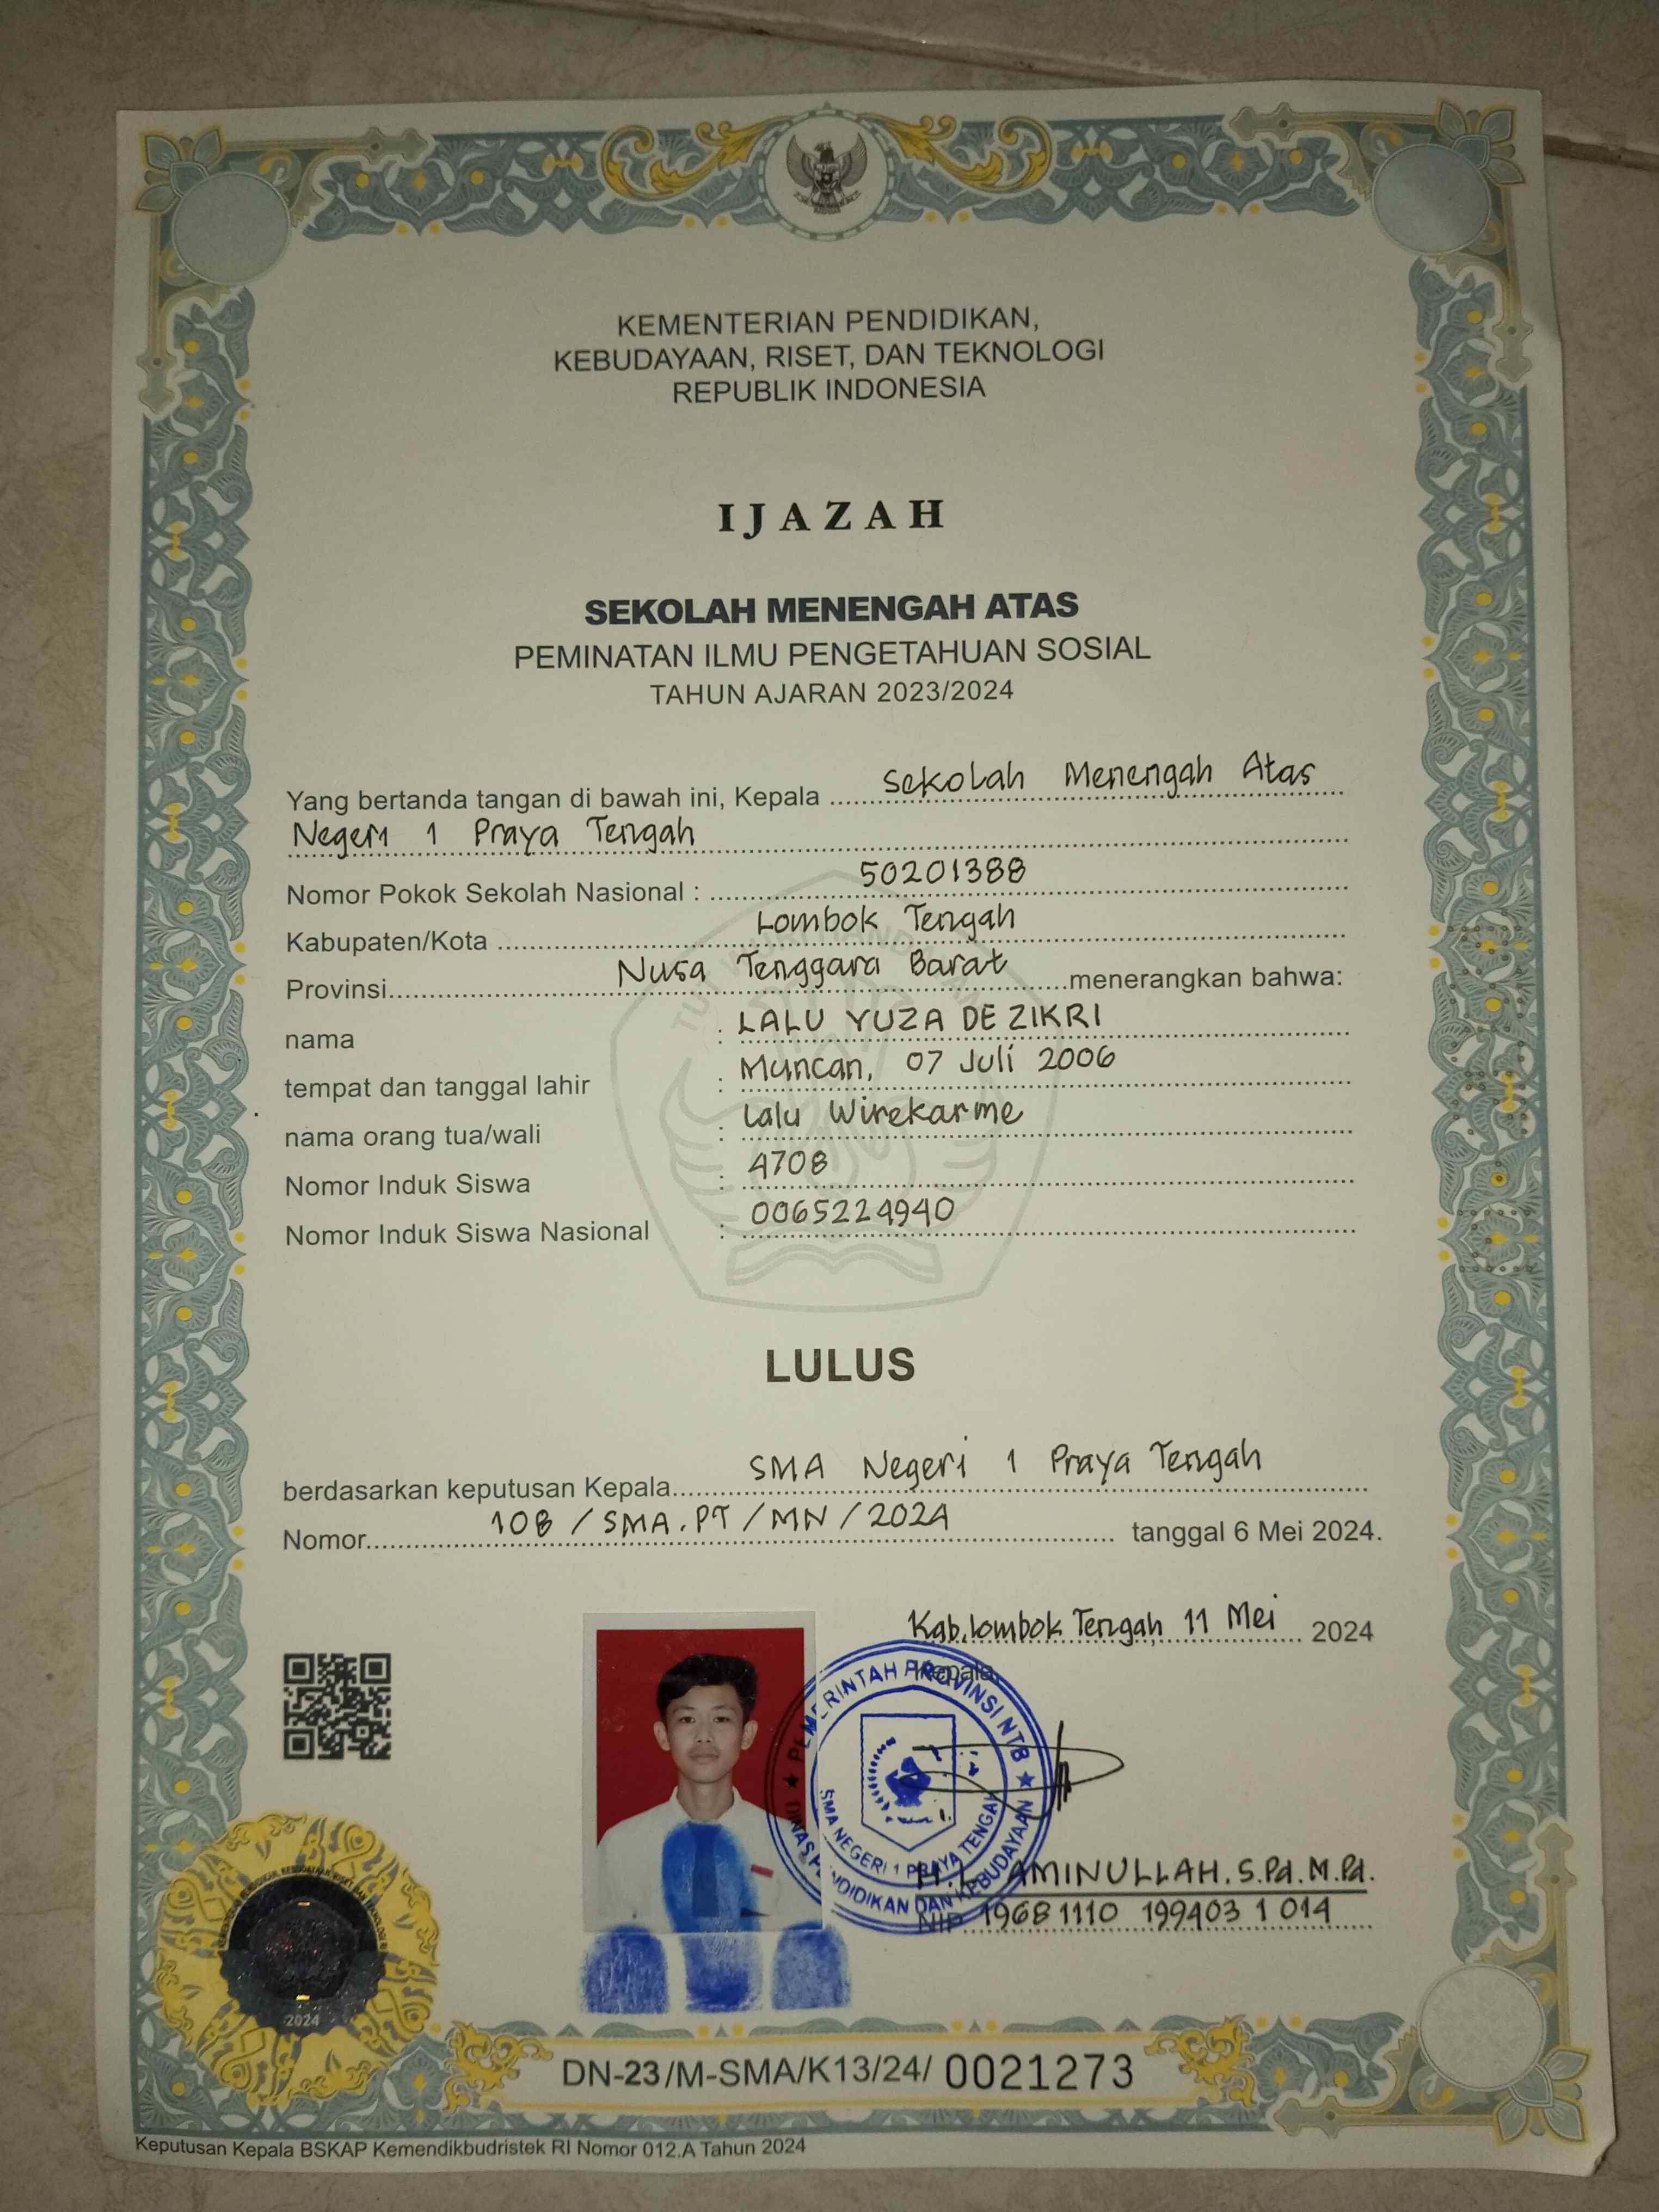 KEMENTERIAN PENDIDIKAN,
KEBUDAYAAN, RISET, DAN TEKNOLOGI
REPUBLIK INDONESIA
IJAZAH
SEKOLAH MENENGAH ATAS
PEMINATAN ILMU PENGETAHUAN SOSIAL
TAHUN AJARAN 2023/2024
Yang bertanda tangan di bawah ini, Kepala Sekolah Menengah Atas
Negeri 1 Praya Tengah
Nomor Pokok Sekolah Nasional : 50201388
Kabupaten/Kota Lombok Tengah
Provinsi Nusa Tenggara Barat menerangkan bahwa:
nama : LALU YUZA DE ZIKRI
tempat dan tanggal lahir : Muncan, 07 Juli 2006
nama orang tua/wali : Lalu Wirekarme
Nomor Induk Siswa : 4708
Nomor Induk Siswa Nasional : 0065224940
LULUS
berdasarkan keputusan Kepala SMA Negeri 1 Praya Tengah
Nomor 108 / SMA.PT / MN / 2024 tanggal 6 Mei 2024.
Kab.Lombok Tengah, 11 Mei 2024
Kepala
PEMERINTAH PROVINSI NTB
DINAS PENDIDIKAN DAN KEBUDAYAAN
SMA NEGERI 1 PRAYA TENGAH
H.L. AMINULLAH. S.Pd. M.Pd.
NIP 19681110 199403 1 014
2024
DN-23/M-SMA/K13/24/ 0021273
Keputusan Kepala BSKAP Kemendikbudristek RI Nomor 012.A Tahun 2024